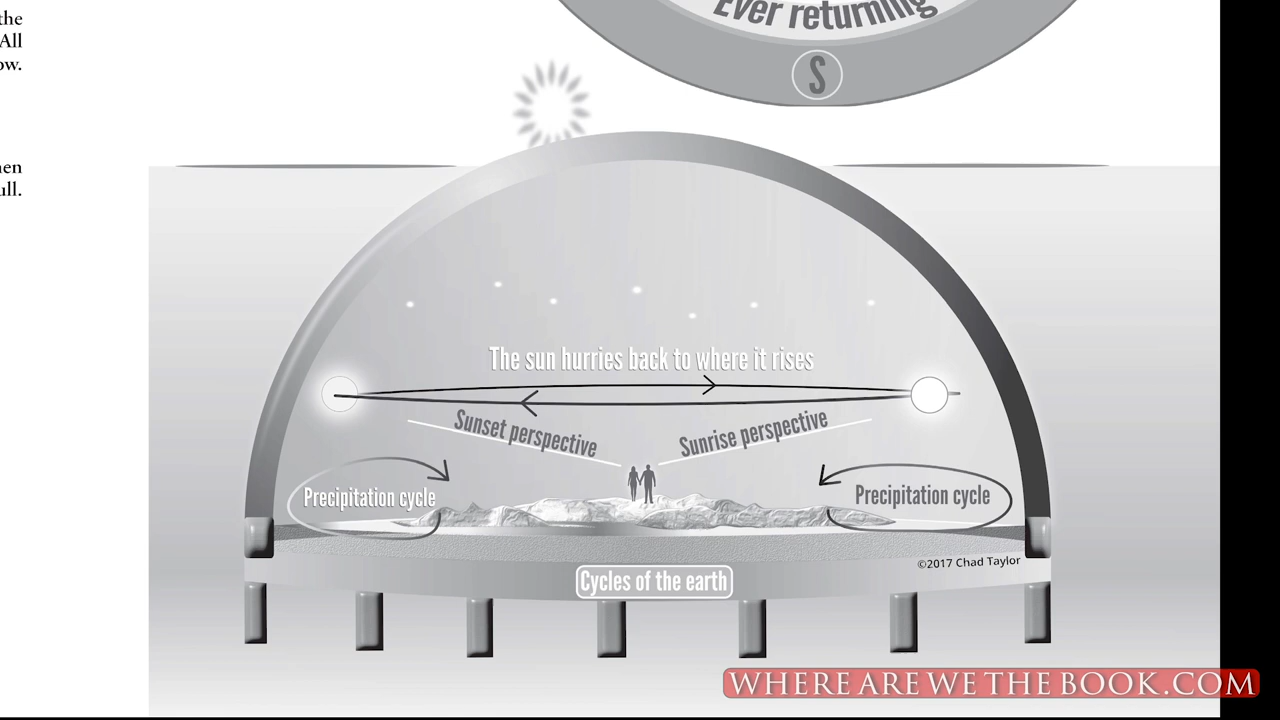 the
All
ow.
hen
ull.
Ever returning
S
The sun hurries back to where it rises
Sunset perspective
Sunrise perspective
Precipitation cycle
Precipitation cycle
©2017 Chad Taylor
Cycles of the earth
WHERE ARE WE THE BOOK.COM